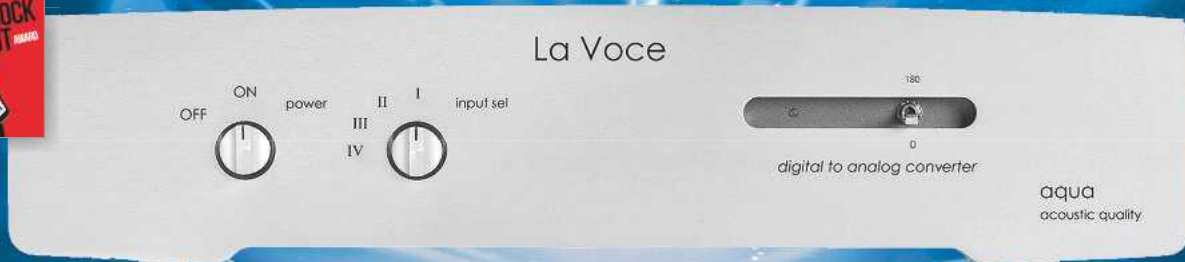 AWARD
La Voce
OFF
ON
power
IV
III
II
I
input sel
180
0
digital to analog converter
aqua
acoustic quality